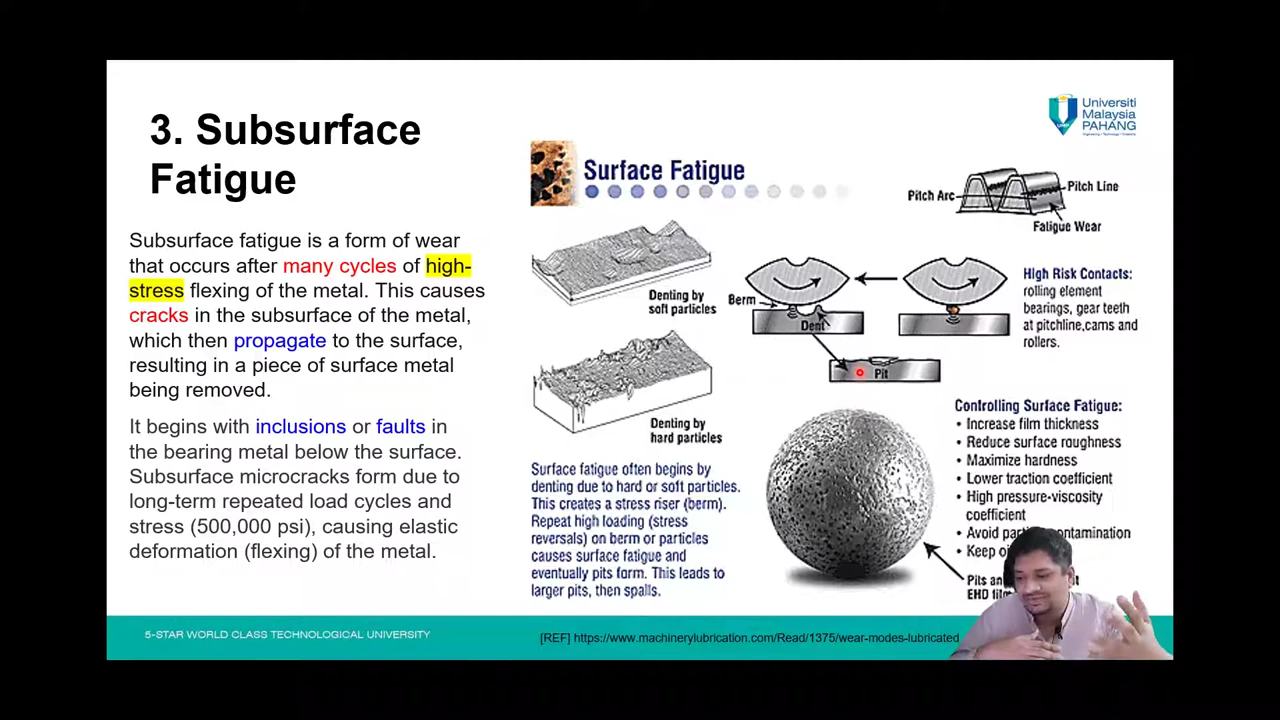 3. Subsurface
Fatigue
Subsurface fatigue is a form of wear
that occurs after many cycles of high-
stress flexing of the metal. This causes
cracks in the subsurface of the metal,
which then propagate to the surface,
resulting in a piece of surface metal
being removed.
It begins with inclusions or faults in
the bearing metal below the surface.
Subsurface microcracks form due to
long-term repeated load cycles and
stress (500,000 psi), causing elastic
deformation (flexing) of the metal.
Universiti
Malaysia
PAHANG
Surface Fatigue
Pitch Arc
Pitch Line
Fatigue Wear
Denting by
soft particles
Berm
Dent
Pit
High Risk Contacts:
rolling element
bearings, gear teeth
at pitchline,cams and
rollers.
Denting by
hard particles
Surface fatigue often begins by
denting due to hard or soft particles.
This creates a stress riser (berm).
Repeat high loading (stress
reversals) on berm or particles
causes surface fatigue and
eventually pits form. This leads to
larger pits, then spalls.
Controlling Surface Fatigue:
• Increase film thickness
• Reduce surface roughness
• Maximize hardness
• Lower traction coefficient
• High pressure-viscosity
coefficient
• Avoid
• Keep
Pits
EHD
5-STAR WORLD CLASS TECHNOLOGICAL UNIVERSITY
[REF] https://www.machinerylubrication.com/Read/1375/wear-modes-lubricated